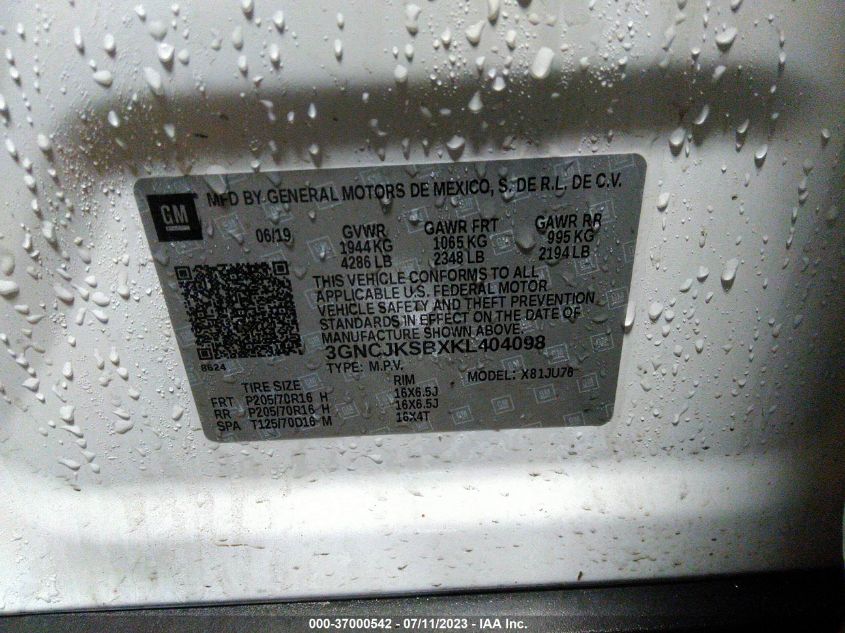 MFD BY GENERAL MOTORS DE MEXICO, S. DE R.L. DE C.V.
GM
06/19 GVWR GAWR FRT GAWR RR
1944 KG 1065 KG 995 KG
4286 LB 2348 LB 2194 LB
THIS VEHICLE CONFORMS TO ALL
APPLICABLE U.S. FEDERAL MOTOR
VEHICLE SAFETY AND THEFT PREVENTION
STANDARDS IN EFFECT ON THE DATE OF
MANUFACTURE SHOWN ABOVE.
3GNCJKSBXKL404098
8624
TYPE: M.P.V. MODEL: X81JU76
TIRE SIZE RIM
FRT P205/70R16 H 16X6.5J
RR P205/70R16 H 16X6.5J
SPA T125/70D16 M 16X4T
000-37000542 - 07/11/2023 - IAA Inc.